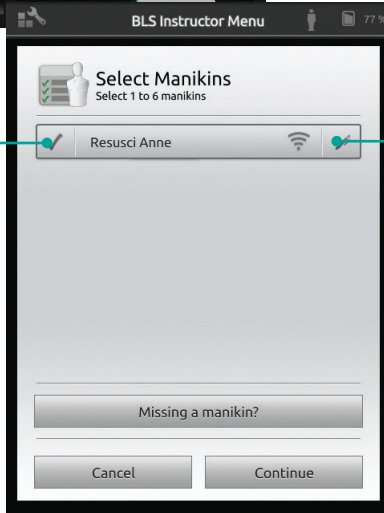 BLS Instructor Menu
77 %
Select Manikins
Select 1 to 6 manikins
Resusci Anne
Missing a manikin?
Cancel
Continue